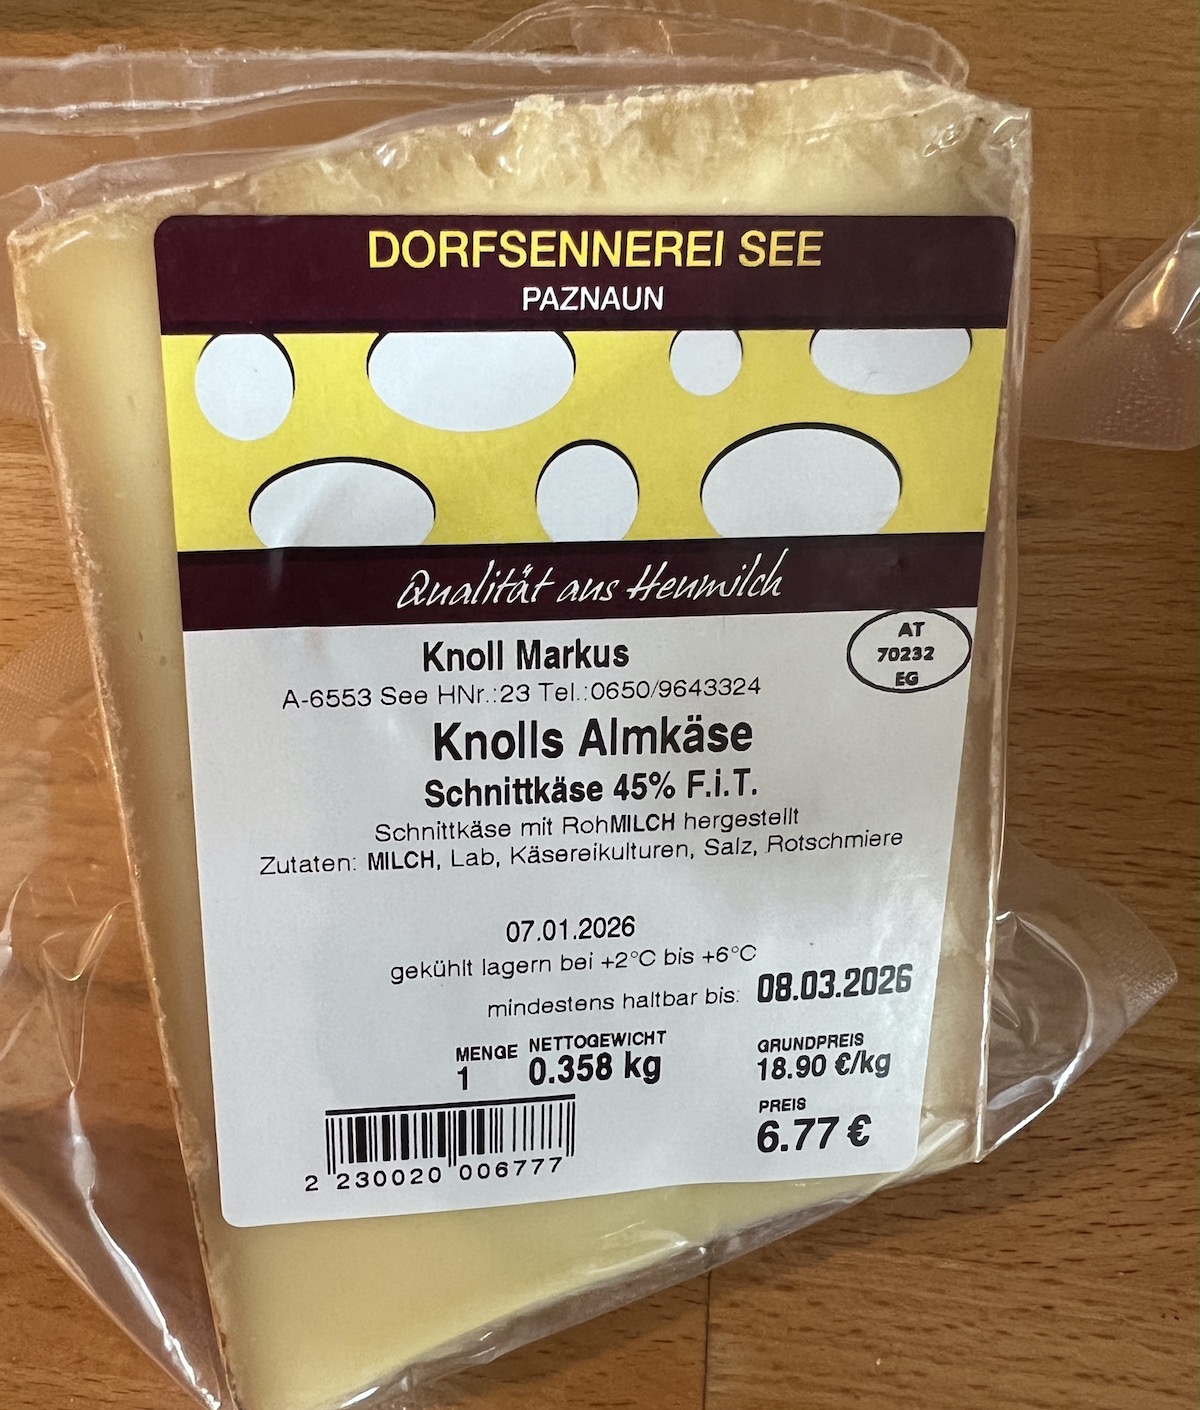 DORFSENNEREI SEE
PAZNAUN
Qualität aus Heumilch
Knoll Markus
A-6553 See HNr.:23 Tel.:0650/9643324
AT
70232
EG
Knolls Almkäse
Schnittkäse 45% F.i.T.
Schnittkäse mit RohMILCH hergestellt
Zutaten: MILCH, Lab, Käsereikulturen, Salz, Rotschmiere
07.01.2026
gekühlt lagern bei +2°C bis +6°C
mindestens haltbar bis: 08.03.2026
MENGE NETTOGEWICHT GRUNDPREIS
1 0.358 kg 18.90 €/kg
PREIS
6.77 €
2 230020 006777